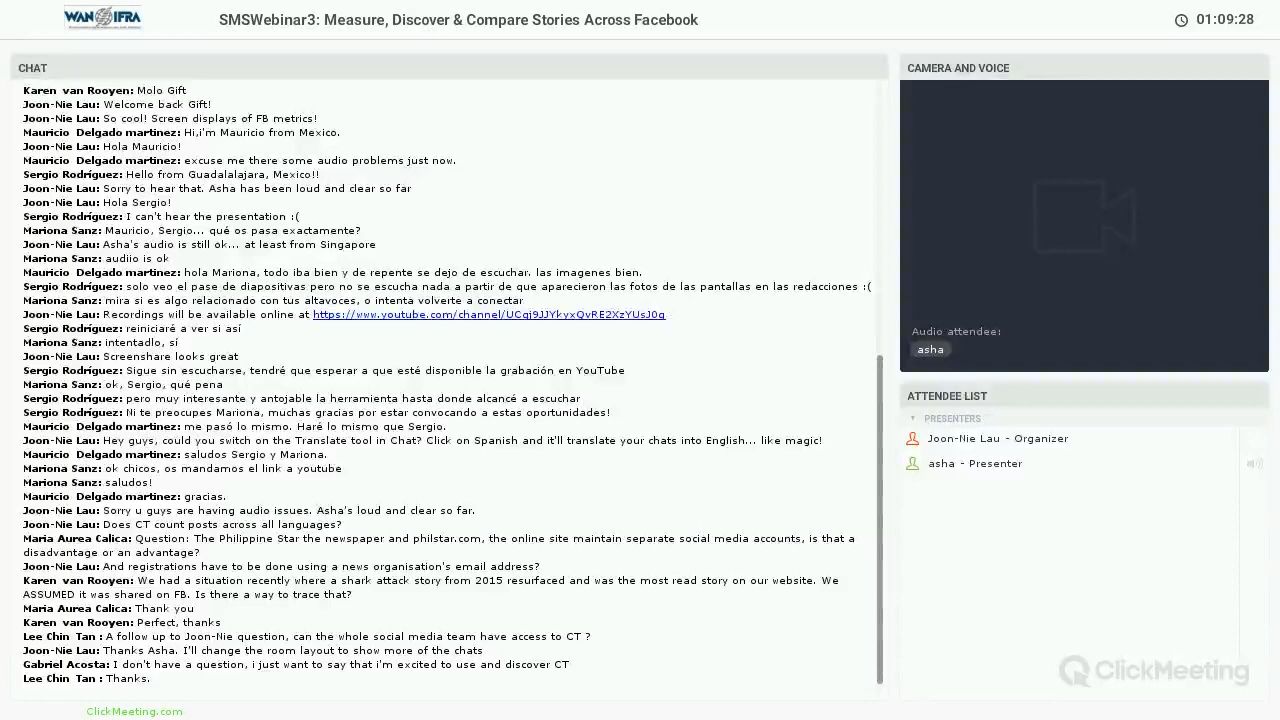 WAN IFRA
SMSWebinar3: Measure, Discover & Compare Stories Across Facebook
01:09:28
CHAT
Karen van Rooyen: Molo Gift
Joon-Nie Lau: Welcome back Gift!
Joon-Nie Lau: So cool! Screen displays of FB metrics!
Mauricio Delgado martinez: Hi,i'm Mauricio from Mexico.
Joon-Nie Lau: Hola Mauricio!
Mauricio Delgado martinez: excuse me there some audio problems just now.
Sergio Rodríguez: Hello from Guadalalajara, Mexico!!
Joon-Nie Lau: Sorry to hear that. Asha has been loud and clear so far
Joon-Nie Lau: Hola Sergio!
Sergio Rodríguez: I can't hear the presentation :(
Mariona Sanz: Mauricio, Sergio... qué os pasa exactamente?
Joon-Nie Lau: Asha's audio is still ok... at least from Singapore
Mariona Sanz: audiio is ok
Mauricio Delgado martinez: hola Mariona, todo iba bien y de repente se dejo de escuchar. las imagenes bien.
Sergio Rodríguez: solo veo el pase de diapositivas pero no se escucha nada a partir de que aparecieron las fotos de las pantallas en las redacciones :(
Mariona Sanz: mira si es algo relacionado con tus altavoces, o intenta volverte a conectar
Joon-Nie Lau: Recordings will be available online at https://www.youtube.com/channel/UCqj9JJYkyxQvRE2XzYUsJ0g
Sergio Rodríguez: reiniciaré a ver si así
Mariona Sanz: intentadlo, sí
Joon-Nie Lau: Screenshare looks great
Sergio Rodríguez: Sigue sin escucharse, tendré que esperar a que esté disponible la grabación en YouTube
Mariona Sanz: ok, Sergio, qué pena
Sergio Rodríguez: pero muy interesante y antojable la herramienta hasta donde alcancé a escuchar
Sergio Rodríguez: Ni te preocupes Mariona, muchas gracias por estar convocando a estas oportunidades!
Mauricio Delgado martinez: me pasó lo mismo. Haré lo mismo que Sergio.
Joon-Nie Lau: Hey guys, could you switch on the Translate tool in Chat? Click on Spanish and it'll translate your chats into English... like magic!
Mauricio Delgado martinez: saludos Sergio y Mariona.
Mariona Sanz: ok chicos, os mandamos el link a youtube
Mariona Sanz: saludos!
Mauricio Delgado martinez: gracias.
Joon-Nie Lau: Sorry u guys are having audio issues. Asha's loud and clear so far.
Joon-Nie Lau: Does CT count posts across all languages?
Maria Aurea Calica: Question: The Philippine Star the newspaper and philstar.com, the online site maintain separate social media accounts, is that a
disadvantage or an advantage?
Joon-Nie Lau: And registrations have to be done using a news organisation's email address?
Karen van Rooyen: We had a situation recently where a shark attack story from 2015 resurfaced and was the most read story on our website. We
ASSUMED it was shared on FB. Is there a way to trace that?
Maria Aurea Calica: Thank you
Karen van Rooyen: Perfect, thanks
Lee Chin Tan : A follow up to Joon-Nie question, can the whole social media team have access to CT ?
Joon-Nie Lau: Thanks Asha. I'll change the room layout to show more of the chats
Gabriel Acosta: I don't have a question, i just want to say that i'm excited to use and discover CT
Lee Chin Tan : Thanks.
CAMERA AND VOICE
Audio attendee:
asha
ATTENDEE LIST
PRESENTERS
Joon-Nie Lau - Organizer
asha - Presenter
ClickMeeting
ClickMeeting.com